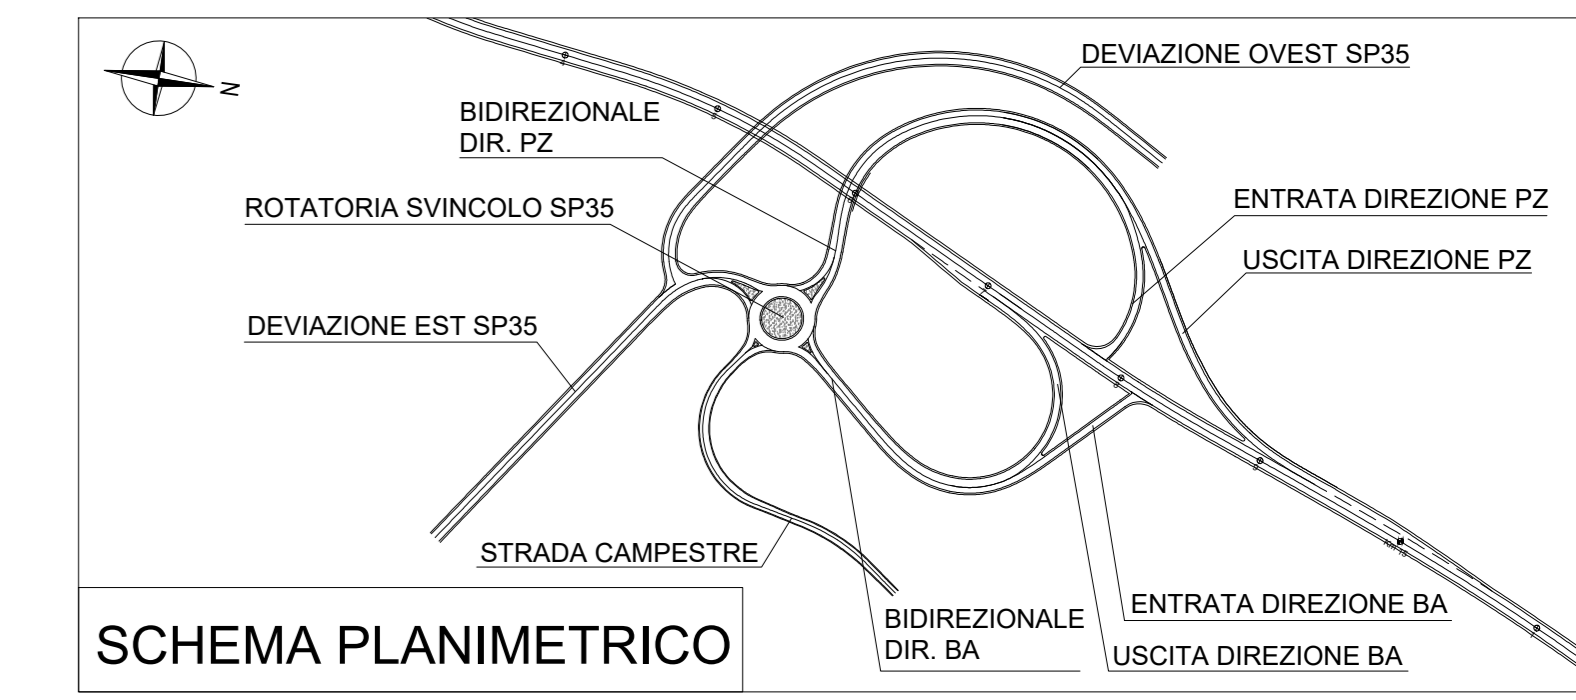 DEVIAZIONE OVEST SP35
N
BIDIREZIONALE
DIR. PZ
ENTRATA DIREZIONE PZ
ROTATORIA SVINCOLO SP35
USCITA DIREZIONE PZ
DEVIAZIONE EST SP35
STRADA CAMPESTRE
ENTRATA DIREZIONE BA
BIDIREZIONALE
DIR. BA
USCITA DIREZIONE BA
SCHEMA PLANIMETRICO